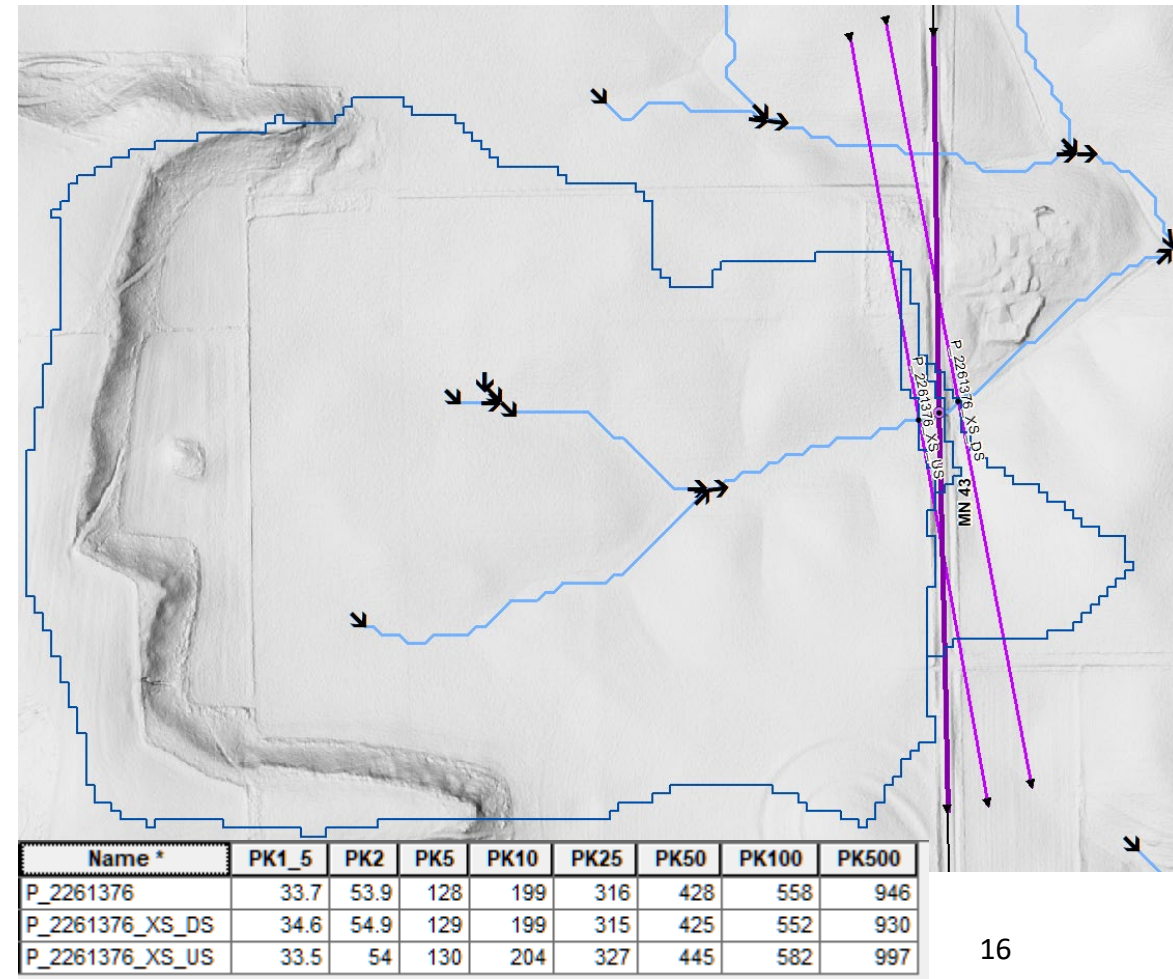 P_2261376_XS_US
P_2261376_XS_DS
MN 43
Name * PK1_5 PK2 PK5 PK10 PK25 PK50 PK100 PK500
P_2261376 33.7 53.9 128 199 316 428 558 946
P_2261376_XS_DS 34.6 54.9 129 199 315 425 552 930
P_2261376_XS_US 33.5 54 130 204 327 445 582 997
16